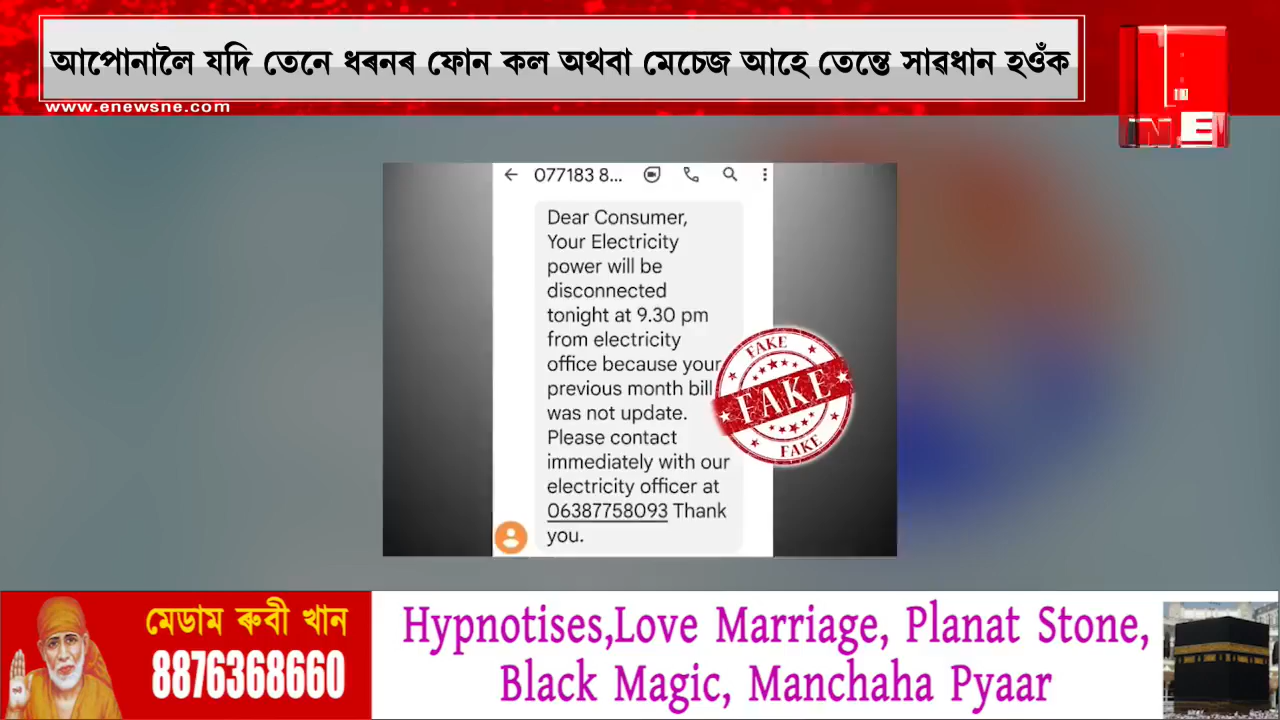 আপোনালৈ যদি তেনে ধৰনৰ ফোন কল অথবা মেচেজ আহে তেন্তে সাৱধান হওঁক
www.enewsne.com
NE
077183 8...
Dear Consumer,
Your Electricity
power will be
disconnected
tonight at 9.30 pm
from electricity
office because your
previous month bill
was not update.
Please contact
immediately with our
electricity officer at
06387758093 Thank
you.
FAKE
FAKE
FAKE
মেডাম ৰুবী খান
8876368660
Hypnotises,Love Marriage, Planat Stone,
Black Magic, Manchaha Pyaar